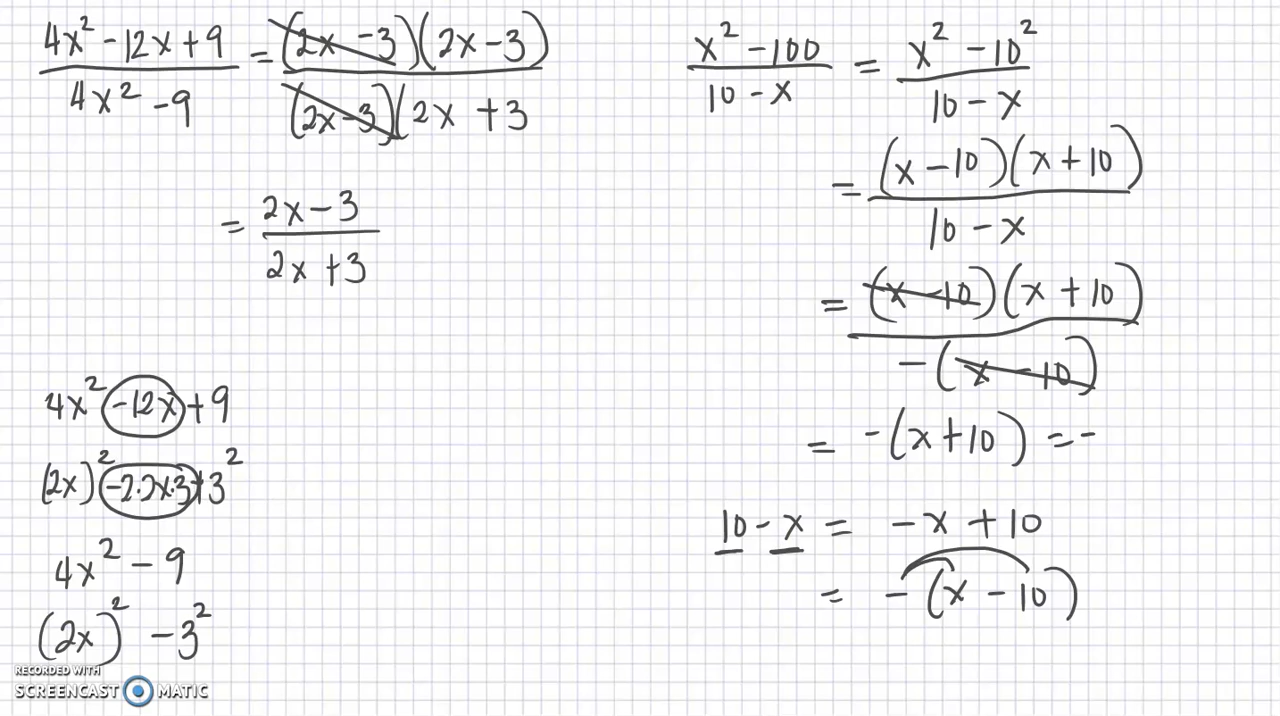 4x² - 12x + 9 / 4x² - 9 = (2x - 3)(2x - 3) / (2x - 3)(2x + 3
= 2x - 3 / 2x + 3
4x² - 12x + 9
(2x)² - 2·2x·3 + 3²
4x² - 9
(2x)² - 3²
RECORDED WITH
SCREENCAST MATIC
x² - 100 / 10 - x = x² - 10² / 10 - x
= (x - 10)(x + 10) / 10 - x
= (x - 10)(x + 10) / -(x - 10)
= -(x + 10) = -
10 - x = -x + 10
= -(x - 10)